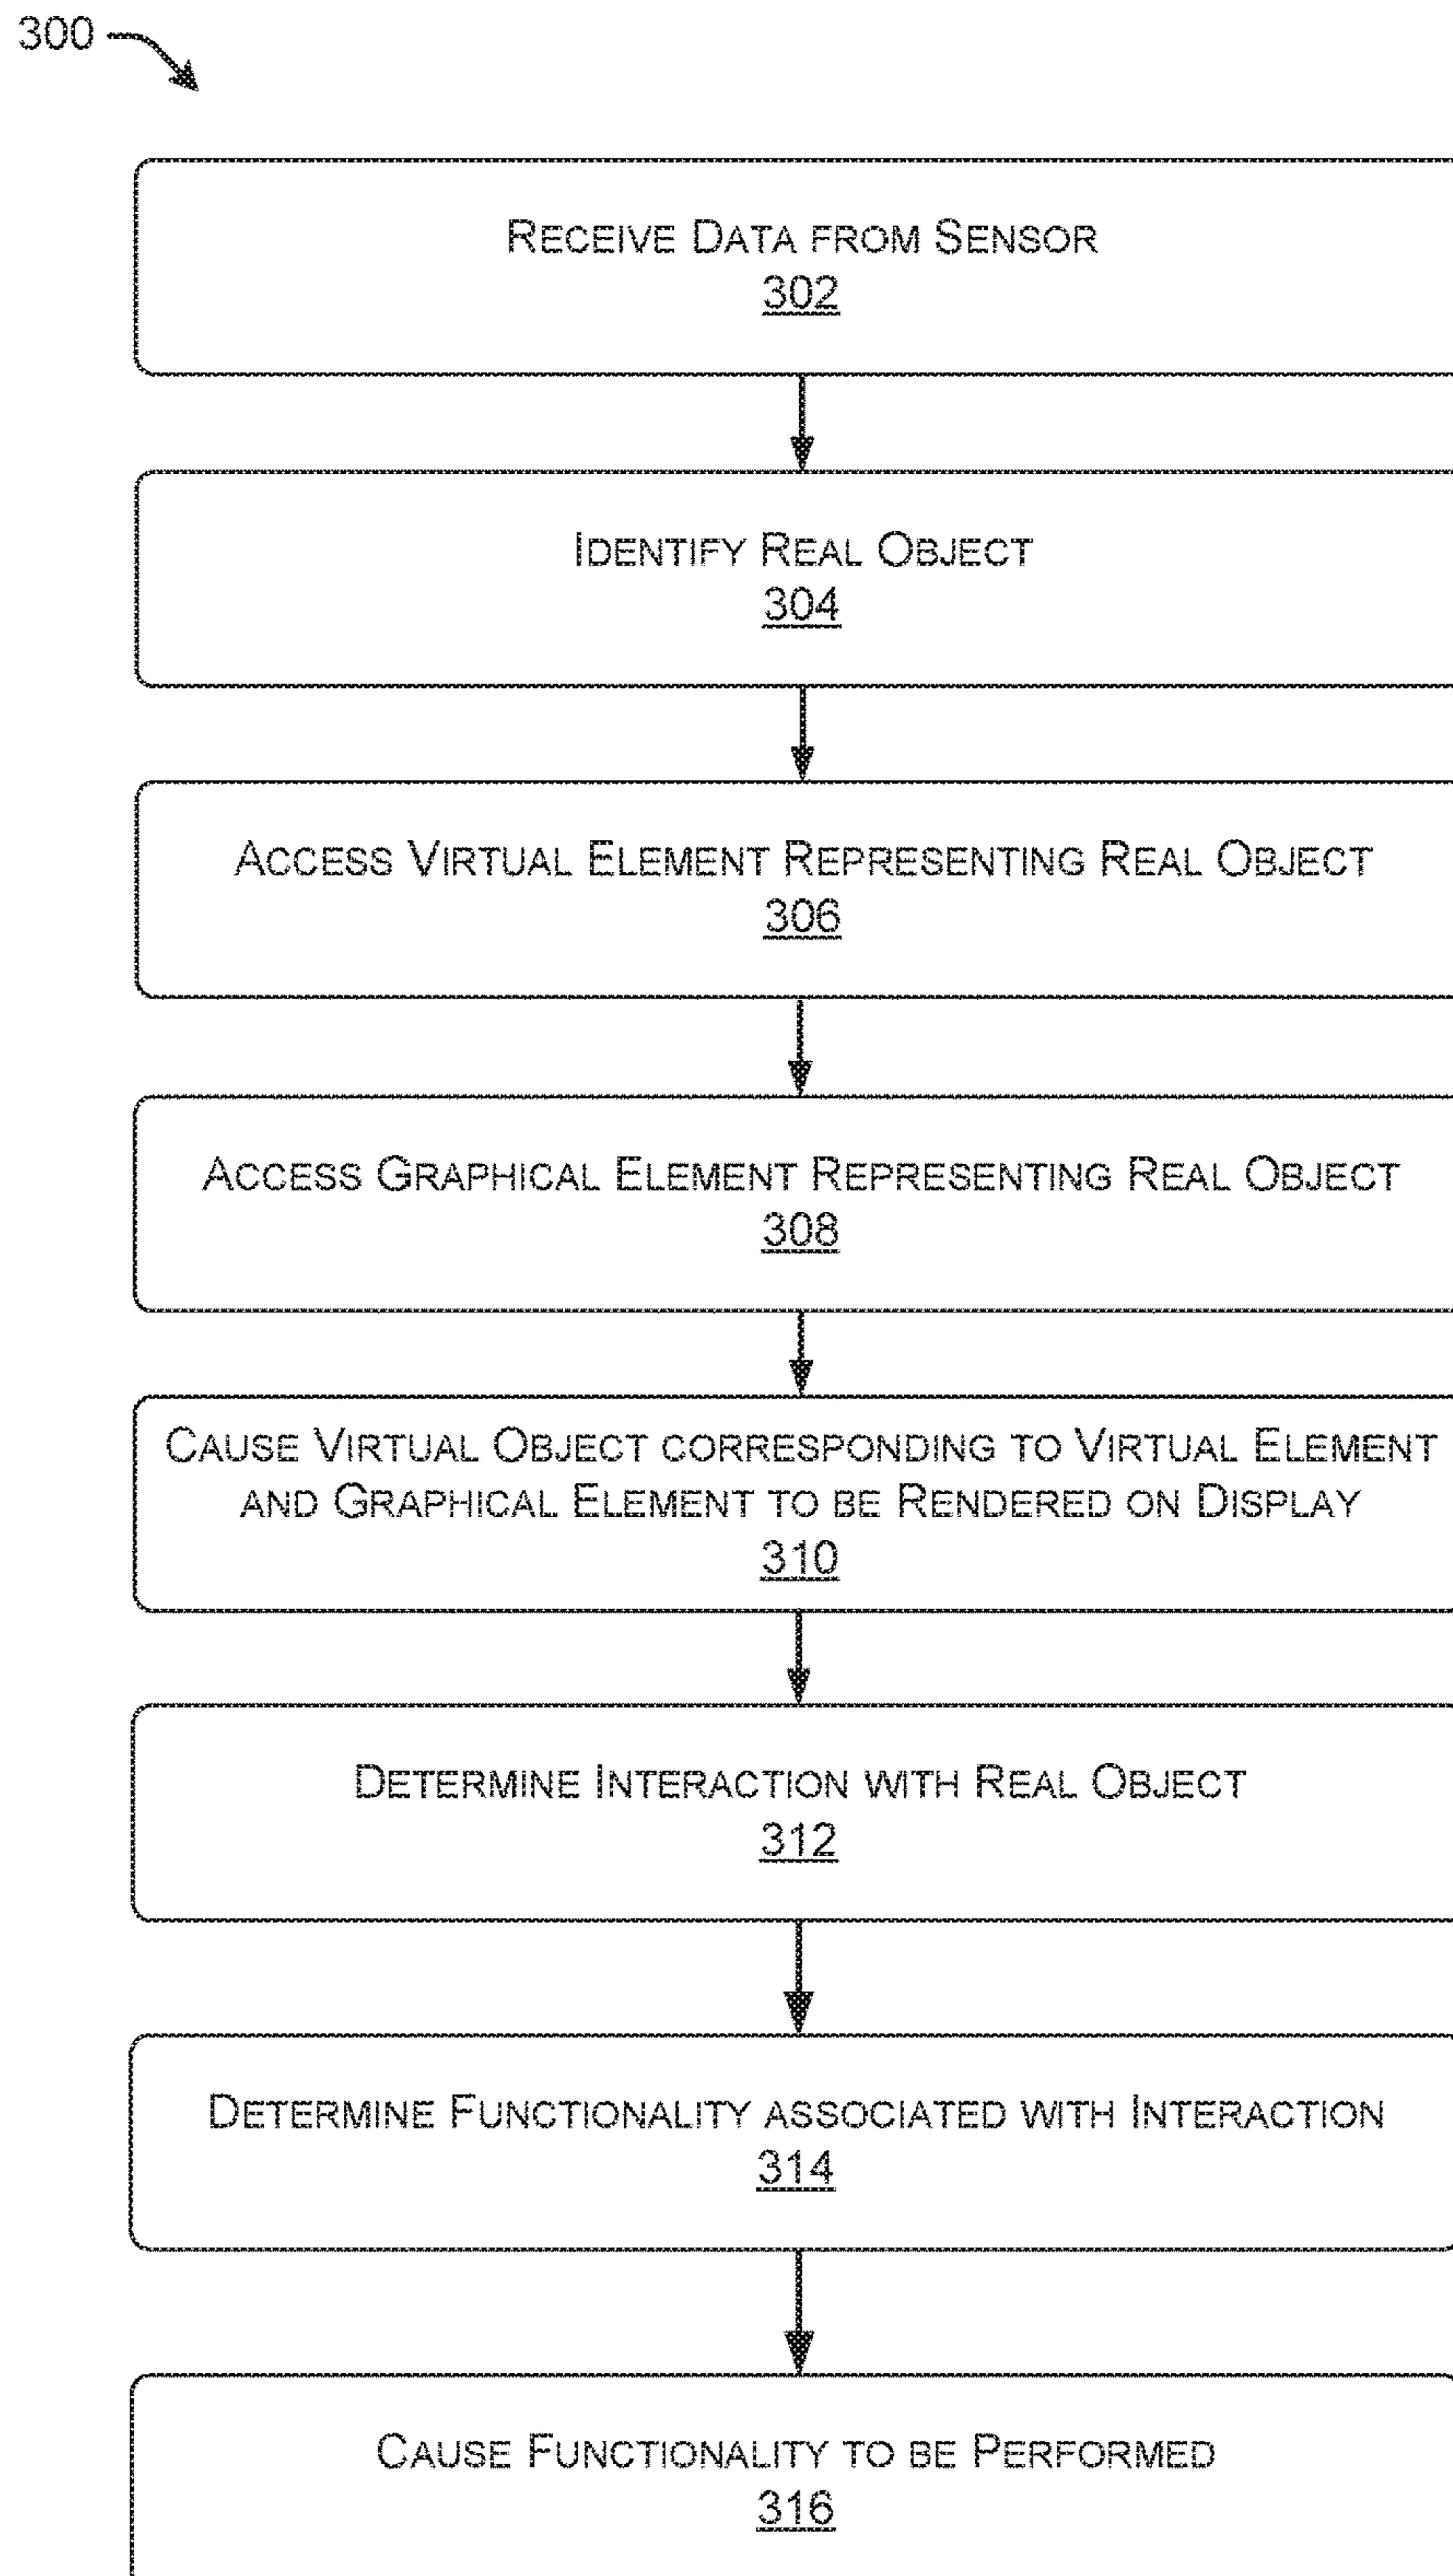 300
RECEIVE DATA FROM SENSOR
302
IDENTIFY REAL OBJECT
304
ACCESS VIRTUAL ELEMENT REPRESENTING REAL OBJECT
306
ACCESS GRAPHICAL ELEMENT REPRESENTING REAL OBJECT
308
CAUSE VIRTUAL OBJECT CORRESPONDING TO VIRTUAL ELEMENT
AND GRAPHICAL ELEMENT TO BE RENDERED ON DISPLAY
310
DETERMINE INTERACTION WITH REAL OBJECT
312
DETERMINE FUNCTIONALITY ASSOCIATED WITH INTERACTION
314
CAUSE FUNCTIONALITY TO BE PERFORMED
316